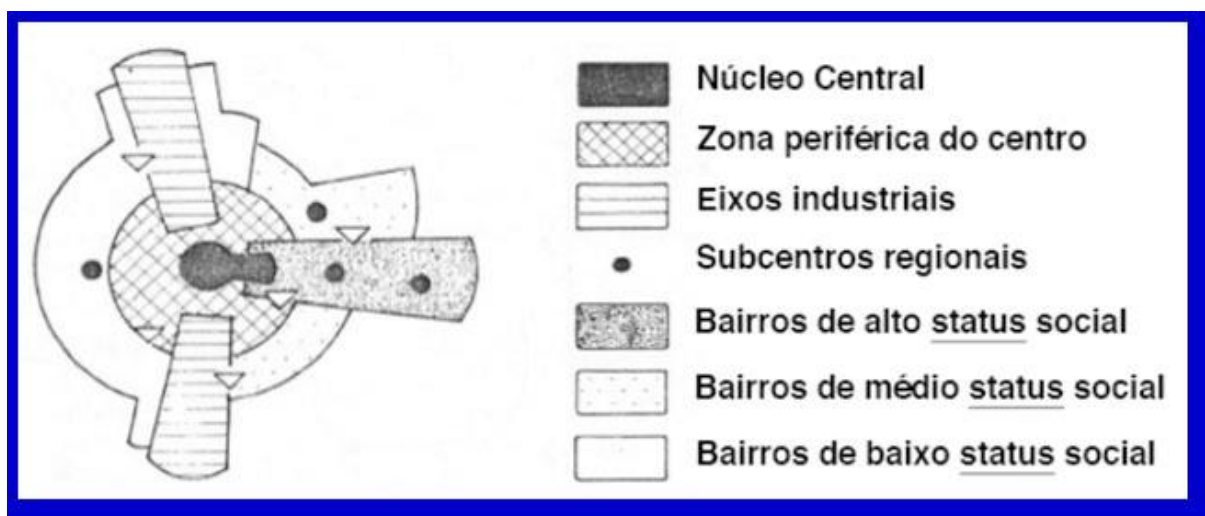 Núcleo Central
Zona periférica do centro
Eixos industriais
Subcentros regionais
Bairros de alto status social
Bairros de médio status social
Bairros de baixo status social